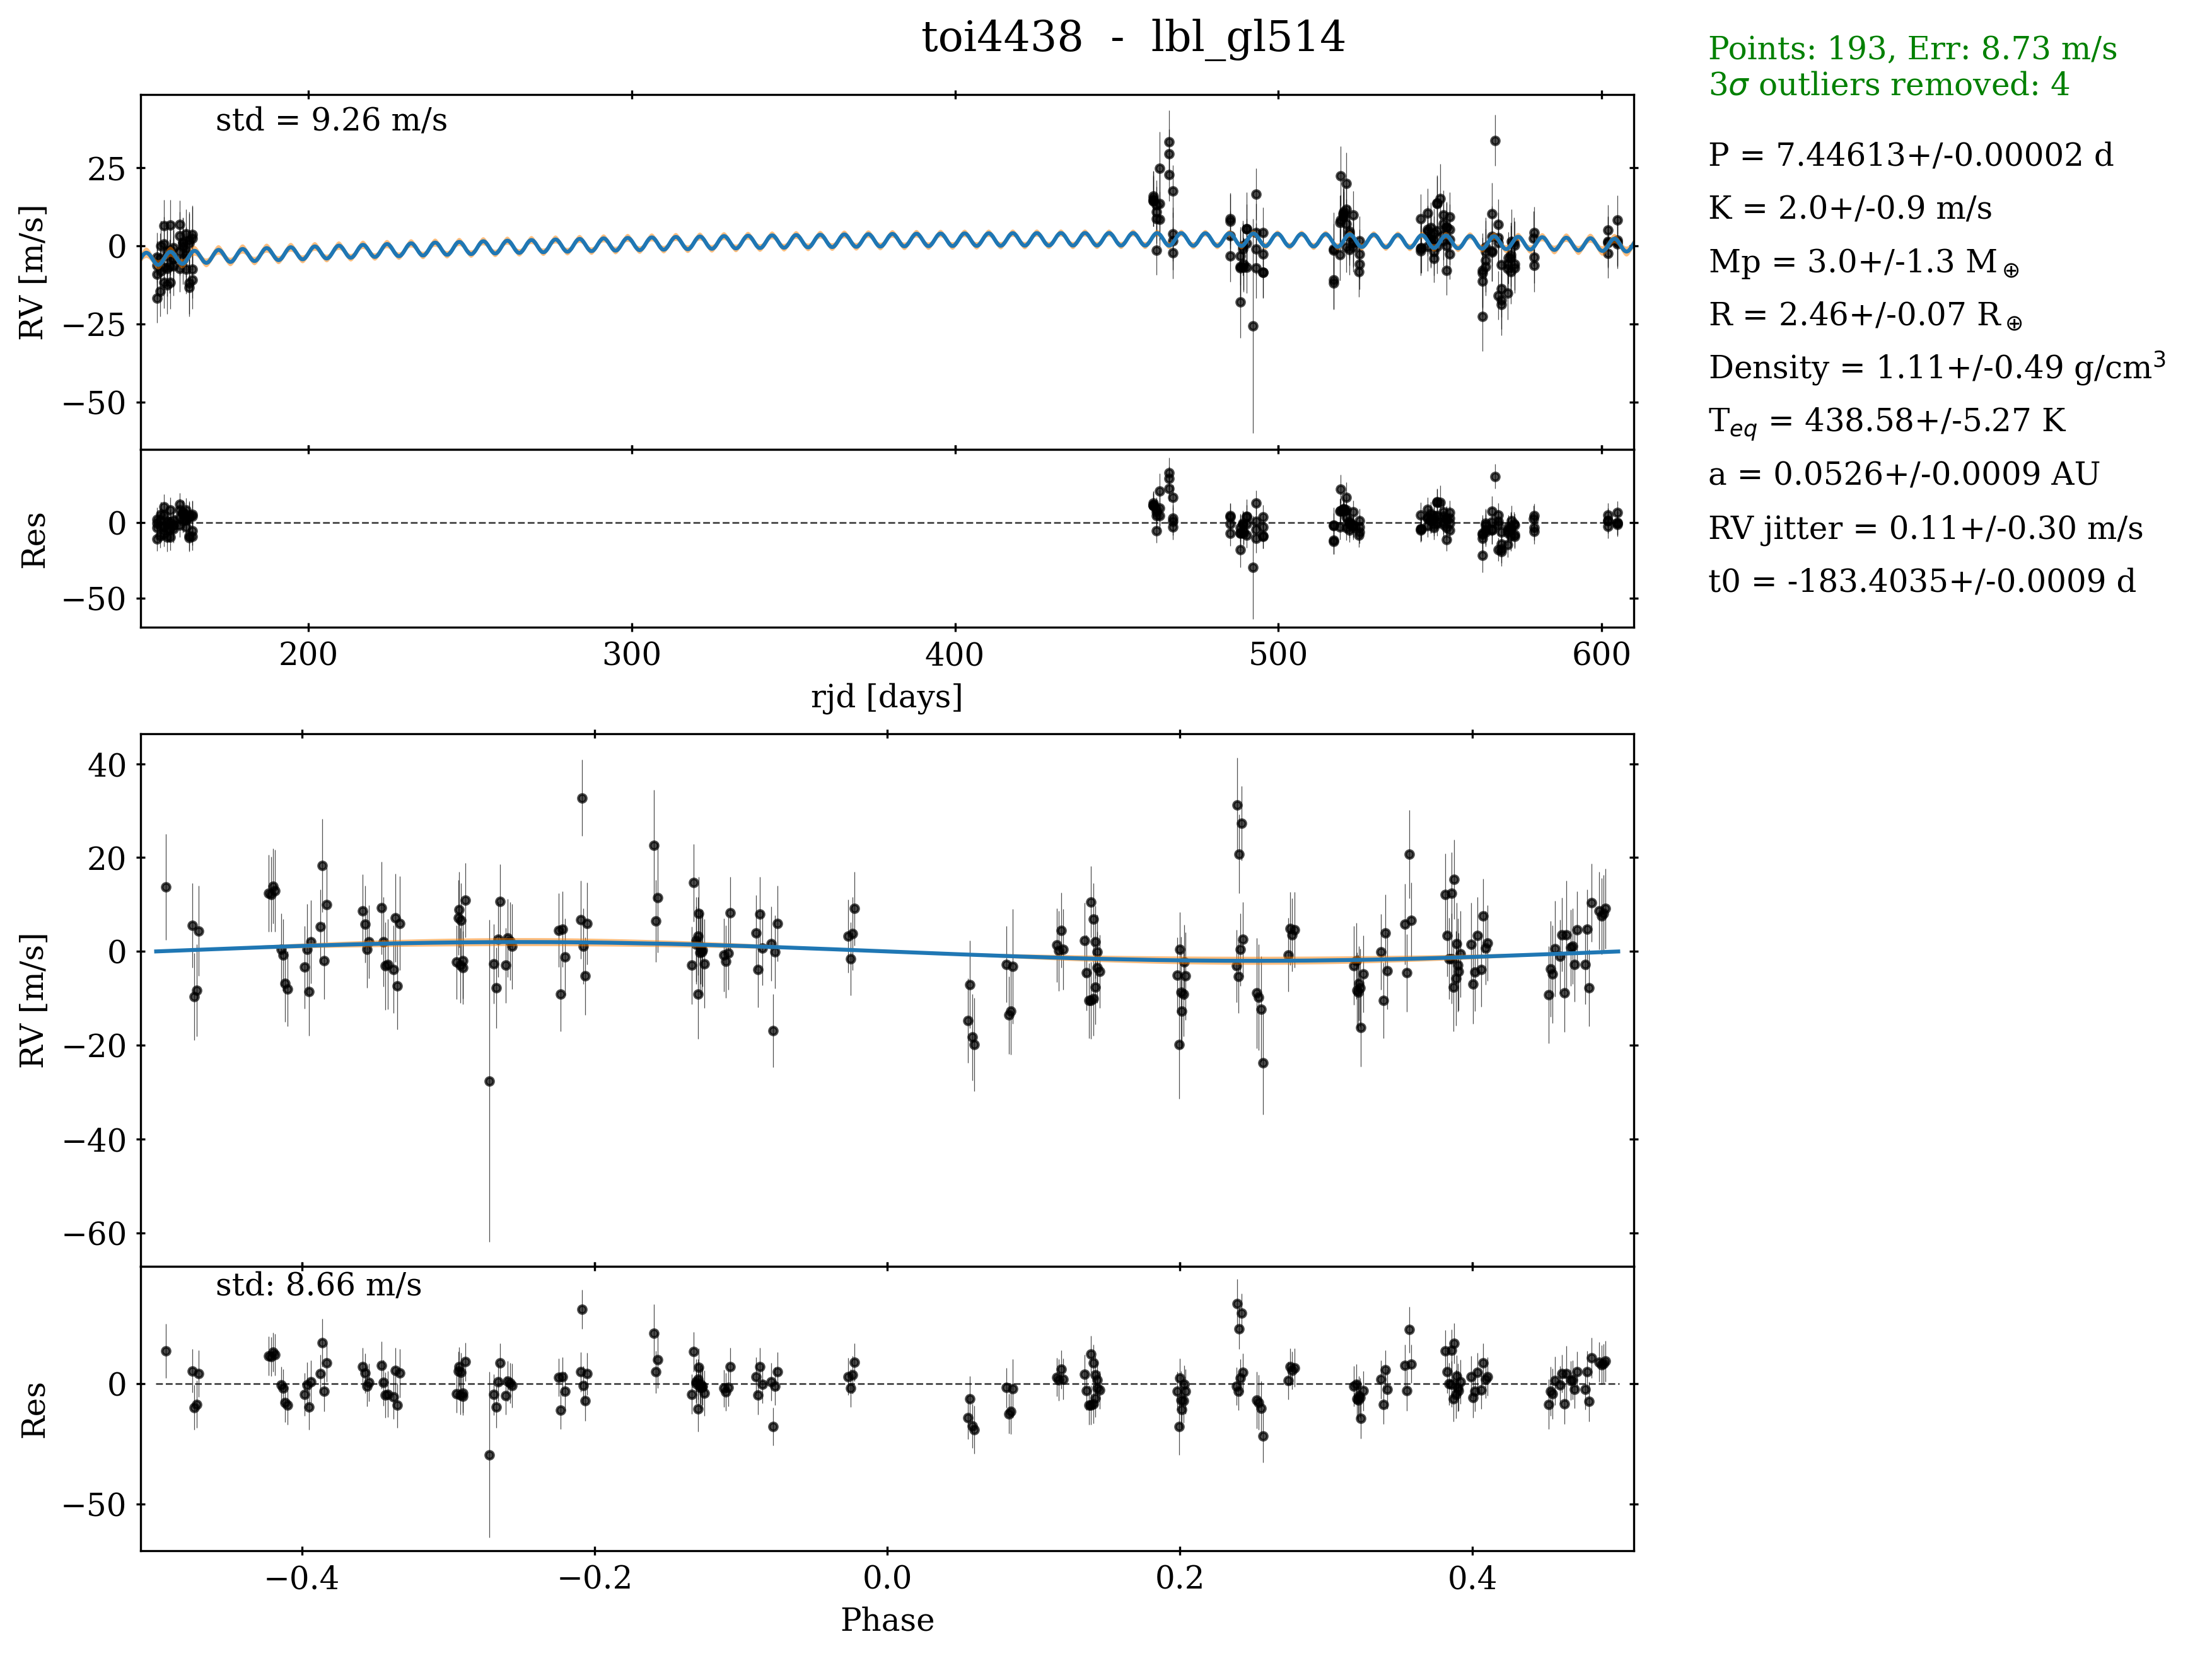 toi4438 - lbl_gl514
Points: 193, Err: 8.73 m/s
3σ outliers removed: 4
P = 7.44613+/-0.00002 d
K = 2.0+/-0.9 m/s
Mp = 3.0+/-1.3 M⊕
R = 2.46+/-0.07 R⊕
Density = 1.11+/-0.49 g/cm³
T_eq = 438.58+/-5.27 K
a = 0.0526+/-0.0009 AU
RV jitter = 0.11+/-0.30 m/s
t0 = -183.4035+/-0.0009 d
std = 9.26 m/s
RV [m/s]
25
0
−25
−50
Res
0
−50
200 300 400 500 600
rjd [days]
RV [m/s]
40
20
0
−20
−40
−60
std: 8.66 m/s
Res
0
−50
−0.4 −0.2 0.0 0.2 0.4
Phase